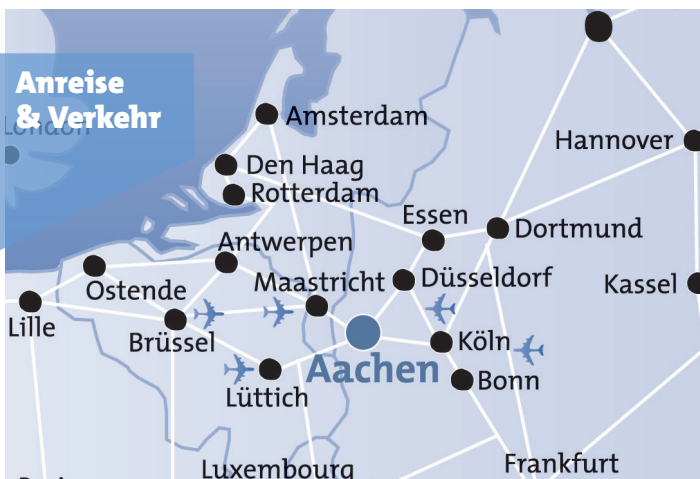 Anreise
& Verkehr
London
Amsterdam
Hannover
Den Haag
Rotterdam
Essen
Dortmund
Antwerpen
Maastricht
Düsseldorf
Kassel
Ostende
Lille
Brüssel
Köln
Aachen
Bonn
Lüttich
Luxembourg
Frankfurt